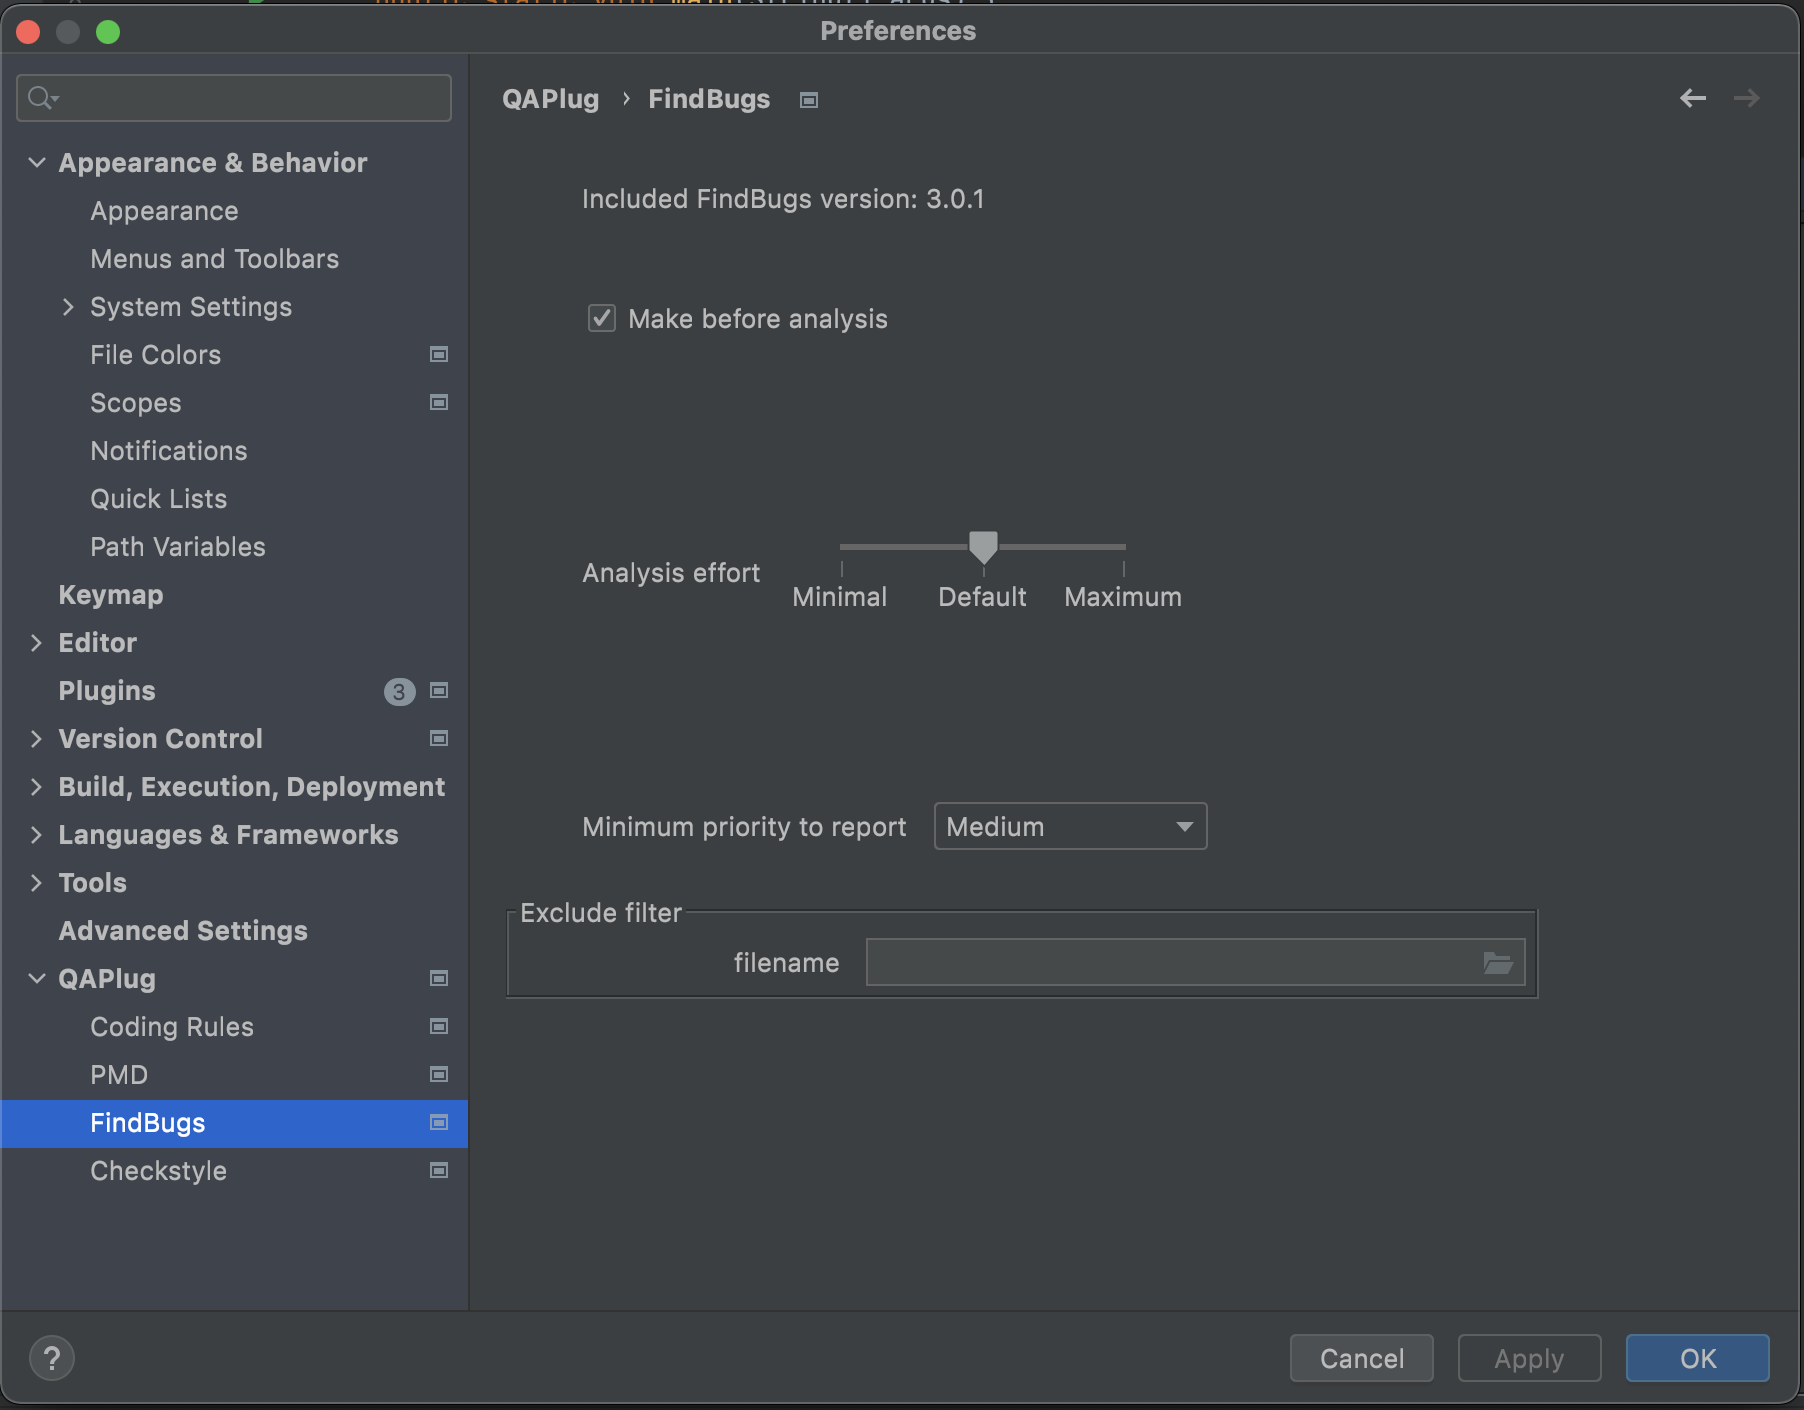 Preferences
QAPlug › FindBugs
Appearance & Behavior
Appearance
Menus and Toolbars
System Settings
File Colors
Scopes
Notifications
Quick Lists
Path Variables
Keymap
Editor
Plugins 3
Version Control
Build, Execution, Deployment
Languages & Frameworks
Tools
Advanced Settings
QAPlug
Coding Rules
PMD
FindBugs
Checkstyle
Included FindBugs version: 3.0.1
Make before analysis
Analysis effort
Minimal Default Maximum
Minimum priority to report Medium
Exclude filter
filename
? Cancel Apply OK